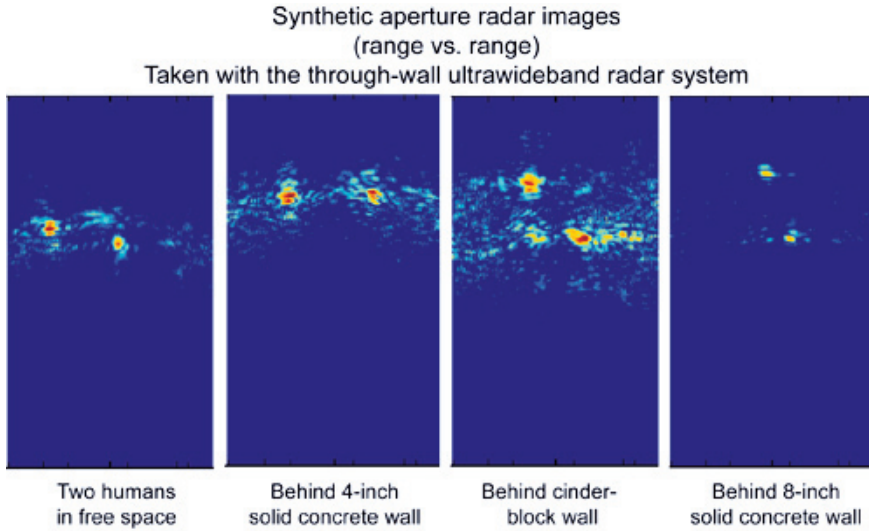 Synthetic aperture radar images
(range vs. range)
Taken with the through-wall ultrawideband radar system
Two humans
in free space
Behind 4-inch
solid concrete wall
Behind cinder-
block wall
Behind 8-inch
solid concrete wall